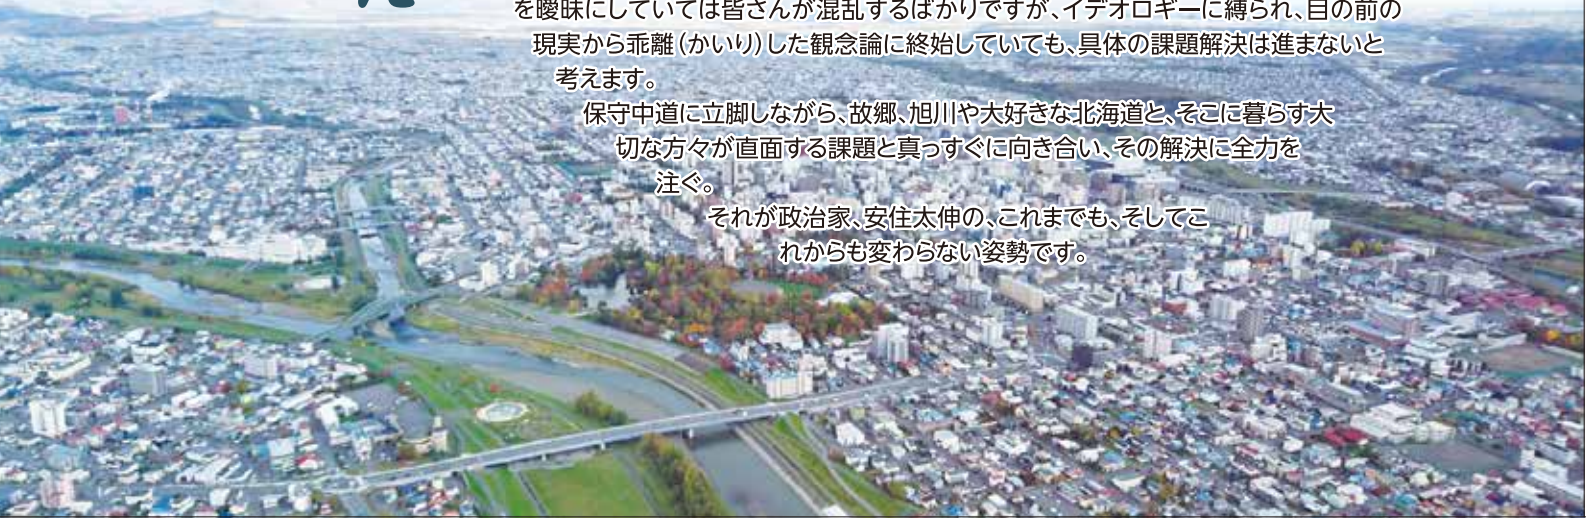 を曖昧にしていては皆さんが混乱するばかりですが、イデオロギーに縛られ、目の前の
現実から乖離（かいり）した観念論に終始していても、具体の課題解決は進まないと
考えます。
保守中道に立脚しながら、故郷、旭川や大好きな北海道と、そこに暮らす大
切な方々が直面する課題と真っすぐに向き合い、その解決に全力を
注ぐ。
それが政治家、安住太伸の、これまでも、そしてこ
れからも変わらない姿勢です。